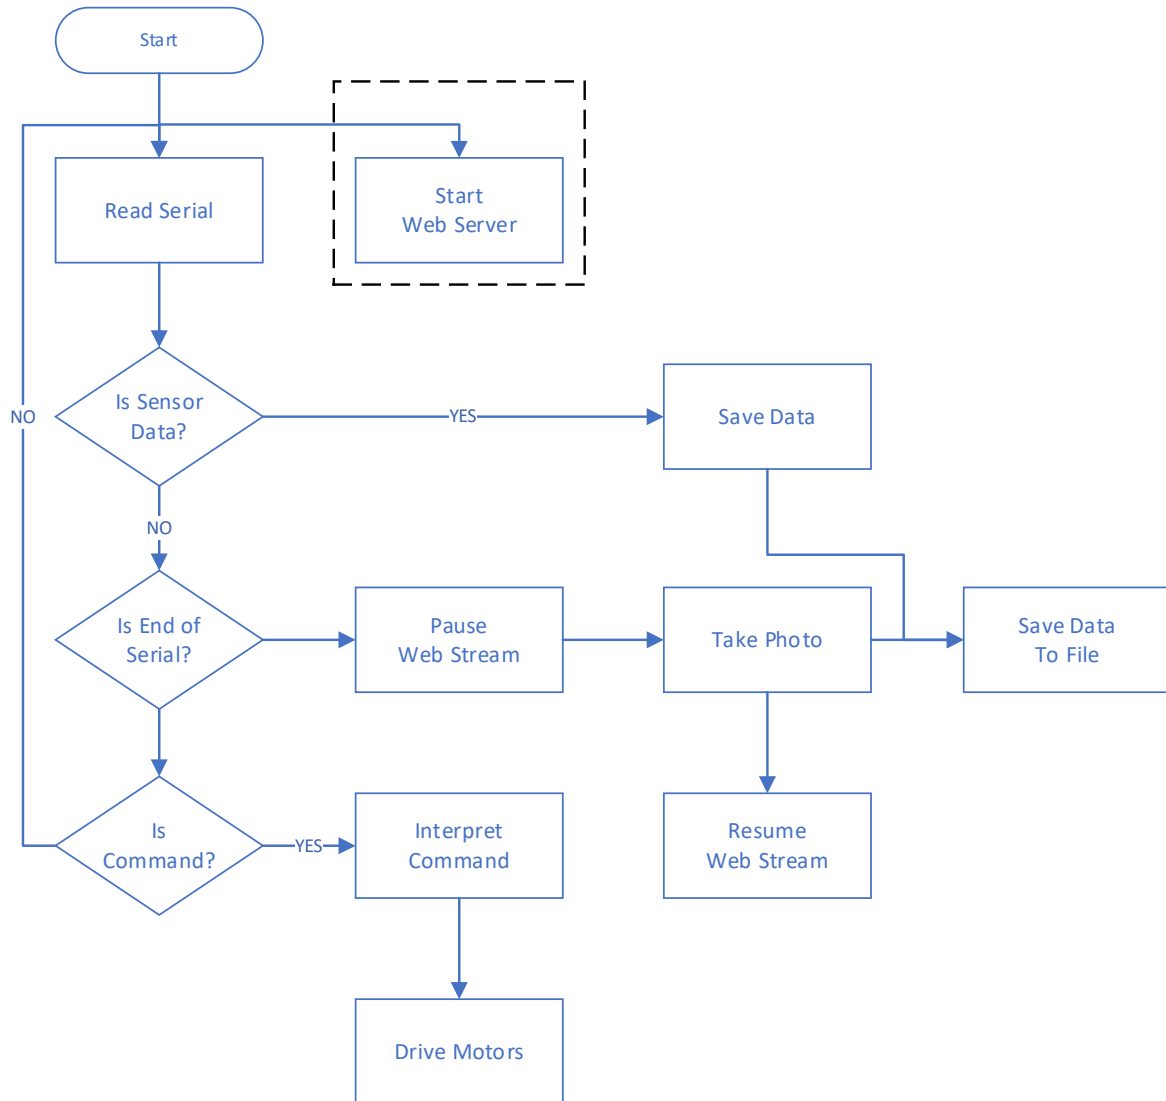 Start
Read Serial
Start
Web Server
Is Sensor
Data?
YES
Save Data
NO
NO
Is End of
Serial?
Pause
Web Stream
Take Photo
Save Data
To File
Is
Command?
YES
Interpret
Command
Resume
Web Stream
Drive Motors